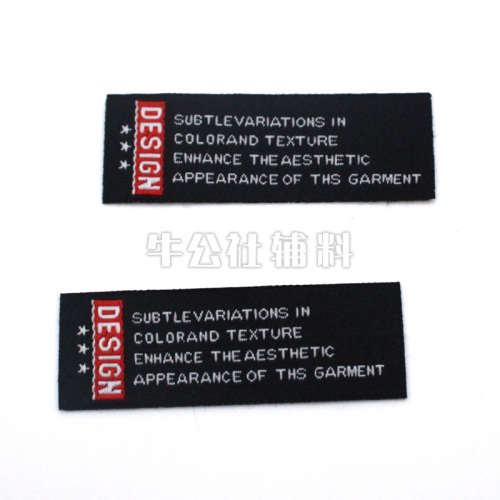 DESIGN
SUBTLEVARIATIONS IN
COLORAND TEXTURE
ENHANCE THEAESTHETIC
APPEARANCE OF THS GARMENT
牛公社辅料
DESIGN
SUBTLEVARIATIONS IN
COLORAND TEXTURE
ENHANCE THEAESTHETIC
APPEARANCE OF THS GARMENT